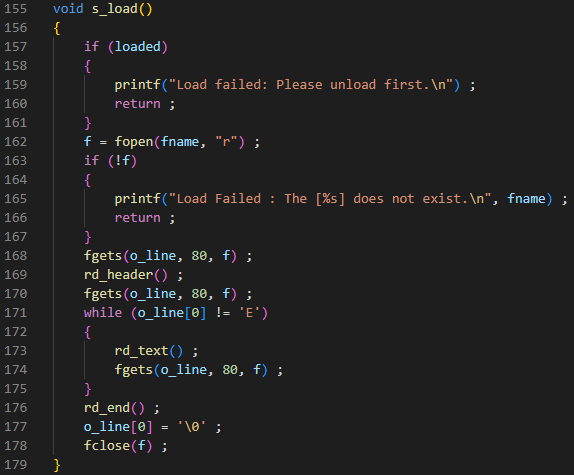 155 void s_load()
156 {
157     if (loaded)
158     {
159         printf("Load failed: Please unload first.\n") ;
160         return ;
161     }
162     f = fopen(fname, "r") ;
163     if (!f)
164     {
165         printf("Load Failed : The [%s] does not exist.\n", fname) ;
166         return ;
167     }
168     fgets(o_line, 80, f) ;
169     rd_header() ;
170     fgets(o_line, 80, f) ;
171     while (o_line[0] != 'E')
172     {
173         rd_text() ;
174         fgets(o_line, 80, f) ;
175     }
176     rd_end() ;
177     o_line[0] = '\0' ;
178     fclose(f) ;
179 }